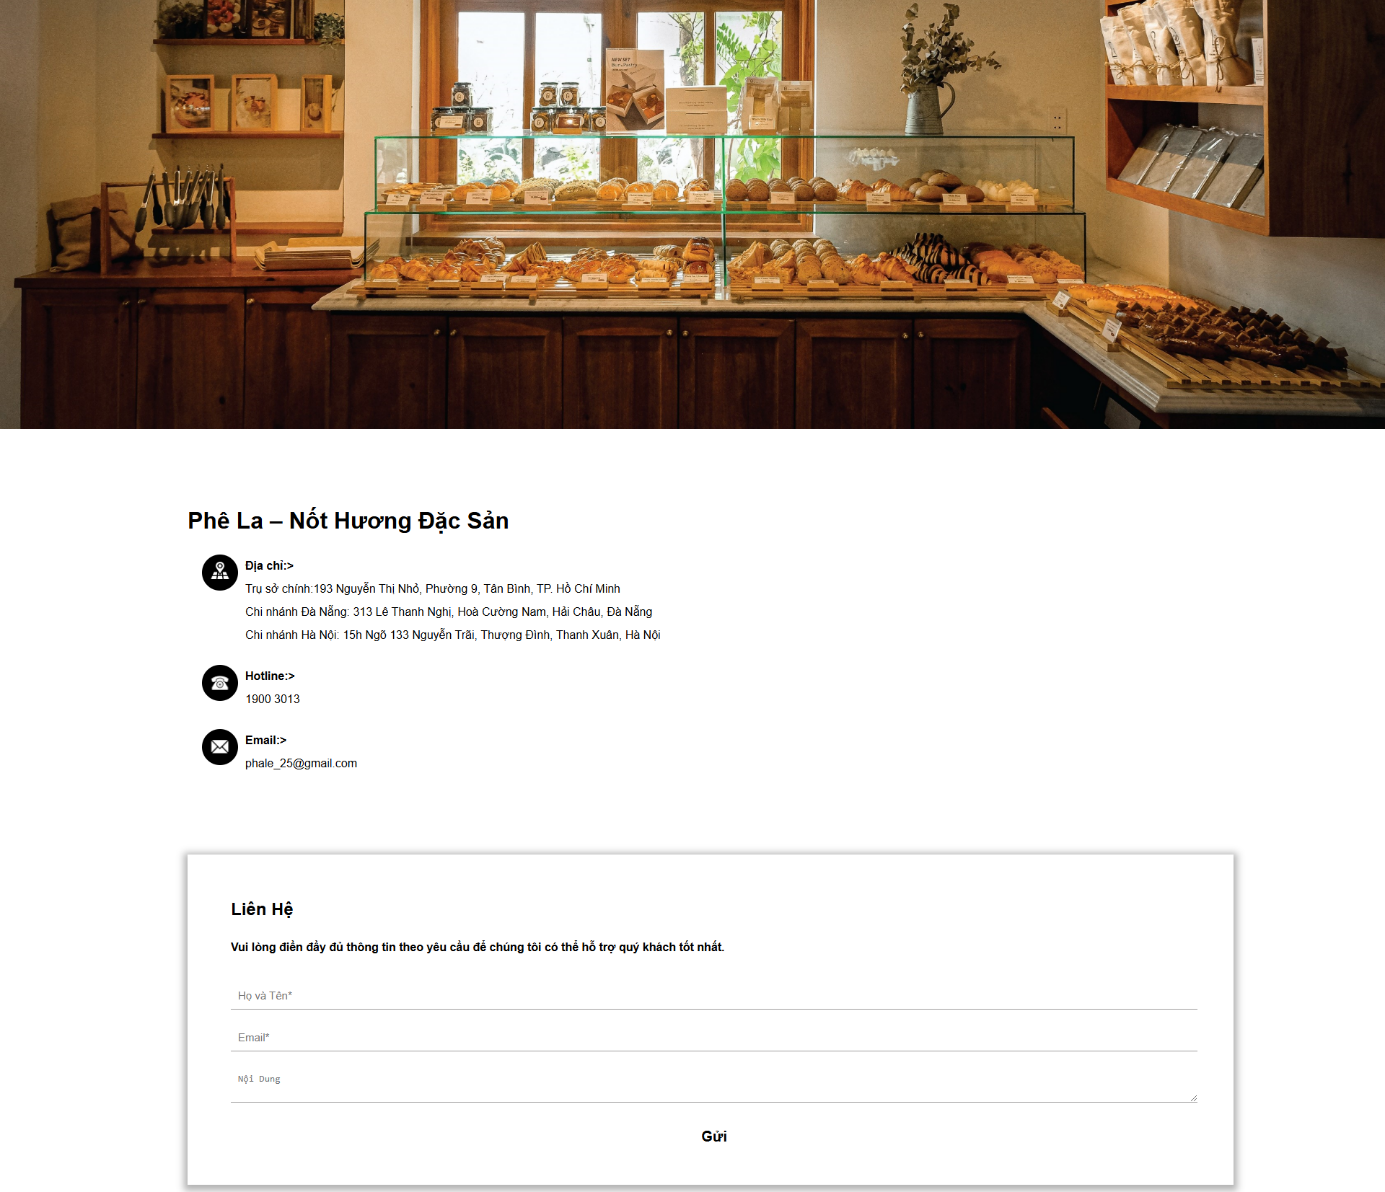 NEW SET
Phê La – Nốt Hương Đặc Sản
Địa chỉ:>
Trụ sở chính:193 Nguyễn Thị Nhỏ, Phường 9, Tân Bình, TP. Hồ Chí Minh
Chi nhánh Đà Nẵng: 313 Lê Thanh Nghị, Hoà Cường Nam, Hải Châu, Đà Nẵng
Chi nhánh Hà Nội: 15h Ngõ 133 Nguyễn Trãi, Thượng Đình, Thanh Xuân, Hà Nội
Hotline:>
1900 3013
Email:>
phale_25@gmail.com
Liên Hệ
Vui lòng điền đầy đủ thông tin theo yêu cầu để chúng tôi có thể hỗ trợ quý khách tốt nhất.
Họ và Tên*
Email*
Nội Dung
Gửi